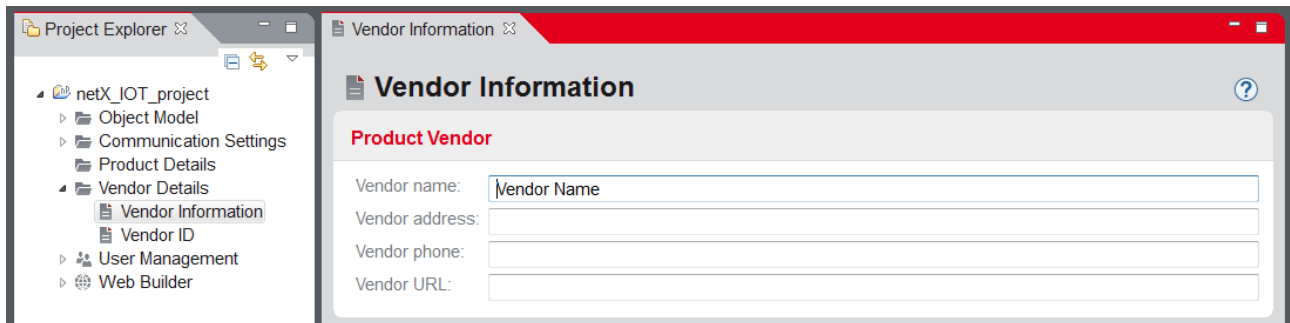 Project Explorer
netX_IOT_project
Object Model
Communication Settings
Product Details
Vendor Details
Vendor Information
Vendor ID
User Management
Web Builder
Vendor Information
Vendor Information
?
Product Vendor
Vendor name: Vendor Name
Vendor address:
Vendor phone:
Vendor URL: